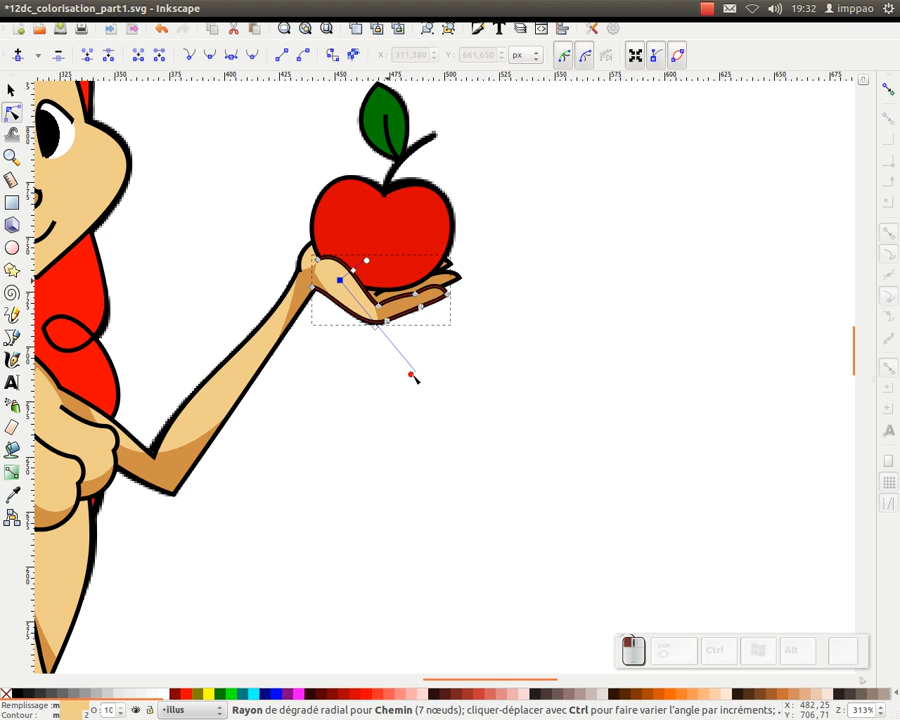 *12dc_colorisation_part1.svg - Inkscape
19:32 imppao
X: 311,380 Y: 661,650 px
325 350 375 400 425 450 475 500 525 550 575 600 625 650 675
Ctrl Alt
Remplissage: m
Contour: m 2
O: 10
•illus
Rayon de dégradé radial pour Chemin (7 nœuds); cliquer-déplacer avec Ctrl pour faire varier l'angle par incréments;
X: 482,25
Y: 706,71
Z: 313%